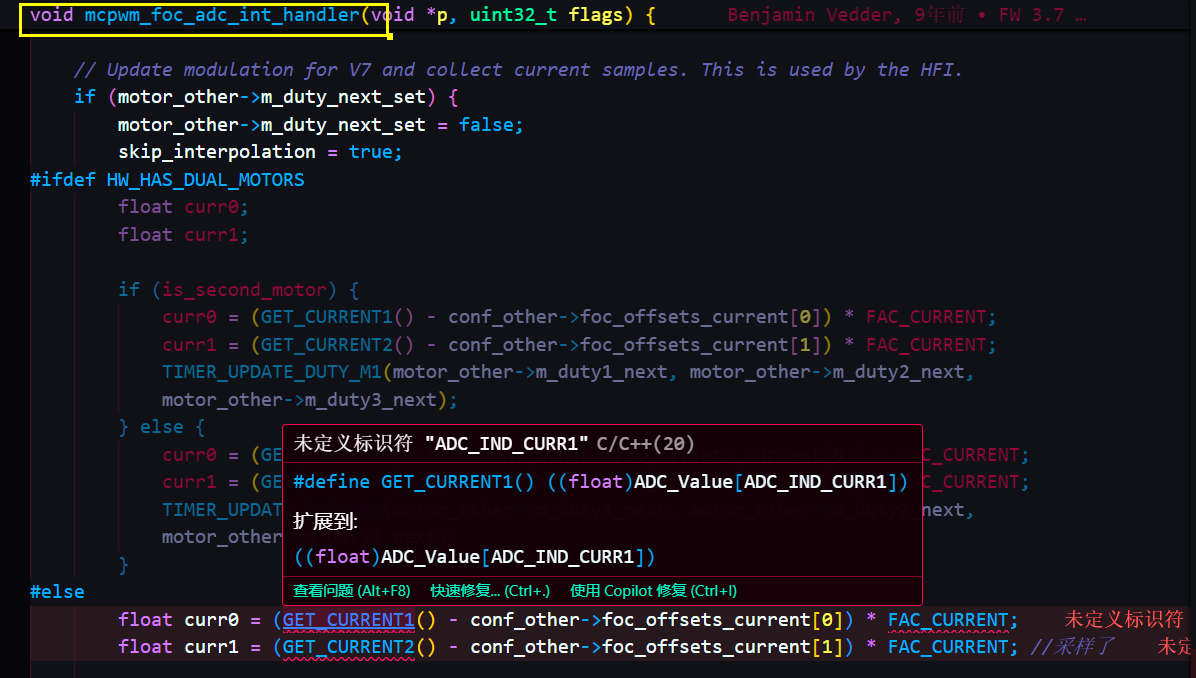 void mcpwm_foc_adc_int_handler(void *p, uint32_t flags) { Benjamin Vedder, 9年前 • FW 3.7 …
// Update modulation for V7 and collect current samples. This is used by the HFI.
if (motor_other->m_duty_next_set) {
motor_other->m_duty_next_set = false;
skip_interpolation = true;
#ifdef HW_HAS_DUAL_MOTORS
float curr0;
float curr1;
if (is_second_motor) {
curr0 = (GET_CURRENT1() - conf_other->foc_offsets_current[0]) * FAC_CURRENT;
curr1 = (GET_CURRENT2() - conf_other->foc_offsets_current[1]) * FAC_CURRENT;
TIMER_UPDATE_DUTY_M1(motor_other->m_duty1_next, motor_other->m_duty2_next,
motor_other->m_duty3_next);
} else {
curr0 = (GE C_CURRENT;
curr1 = (GE C_CURRENT;
TIMER_UPDAT next,
motor_other
}
未定义标识符 "ADC_IND_CURR1" C/C++(20)
#define GET_CURRENT1() ((float)ADC_Value[ADC_IND_CURR1])
扩展到:
((float)ADC_Value[ADC_IND_CURR1])
查看问题 (Alt+F8) 快速修复... (Ctrl+.) 使用 Copilot 修复 (Ctrl+I)
#else
float curr0 = (GET_CURRENT1() - conf_other->foc_offsets_current[0]) * FAC_CURRENT; 未定义标识符
float curr1 = (GET_CURRENT2() - conf_other->foc_offsets_current[1]) * FAC_CURRENT; //采样了 未定